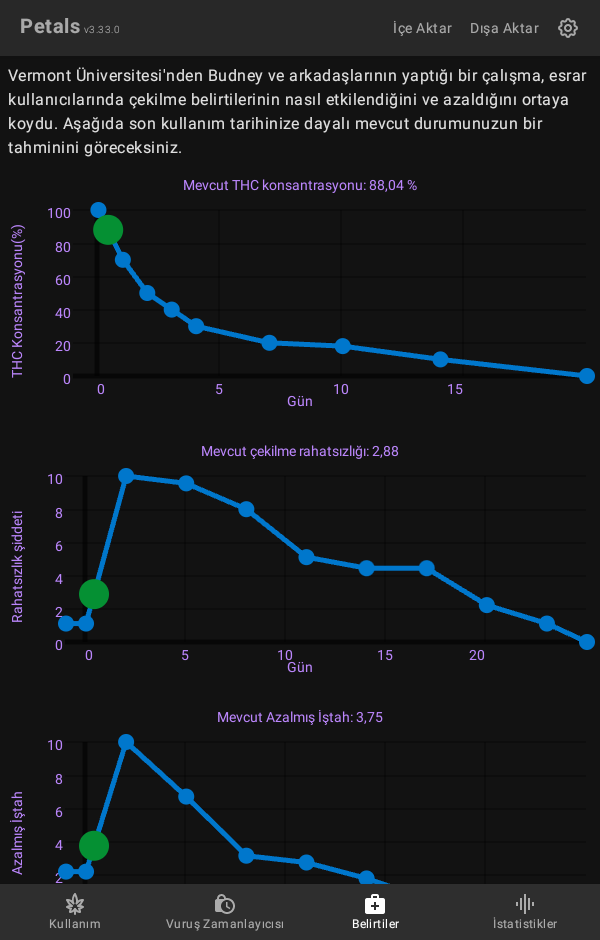 Petals v3.33.0
İçe Aktar Dışa Aktar
Vermont Üniversitesi'nden Budney ve arkadaşlarının yaptığı bir çalışma, esrar
kullanıcılarında çekilme belirtilerinin nasıl etkilendiğini ve azaldığını ortaya
koydu. Aşağıda son kullanım tarihinize dayalı mevcut durumunuzun bir
tahminini göreceksiniz.
Mevcut THC konsantrasyonu: 88,04 %
THC Konsantrasyonu(%)
100
80
60
40
20
0
0 5 10 15
Gün
Mevcut çekilme rahatsızlığı: 2,88
Rahatsızlık şiddeti
10
8
6
4
2
0
0 5 10 15 20
Gün
Mevcut Azalmış İştah: 3,75
Azalmış İştah
10
8
6
4
2
Kullanım Vuruş Zamanlayıcısı Belirtiler İstatistikler